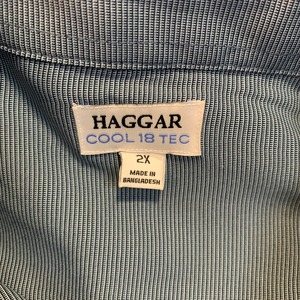 HAGGAR
COOL 18 TEC
2X
MADE IN
BANGLADESH